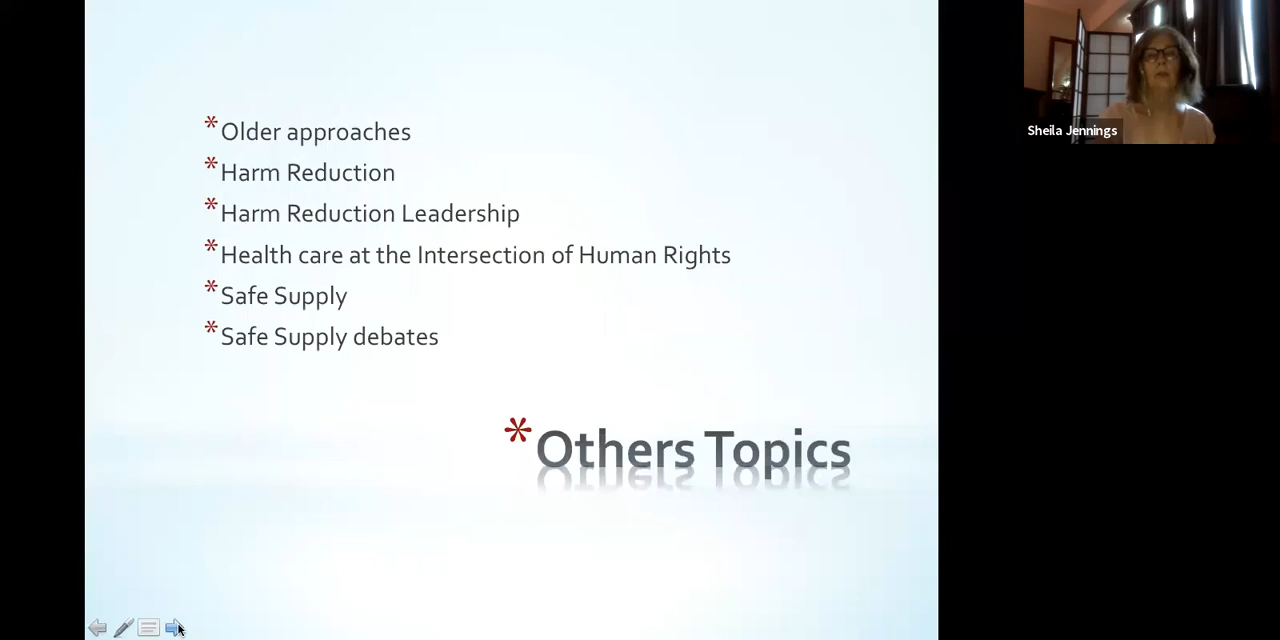 * Older approaches
* Harm Reduction
* Harm Reduction Leadership
* Health care at the Intersection of Human Rights
* Safe Supply
* Safe Supply debates
* Others Topics
Sheila Jennings